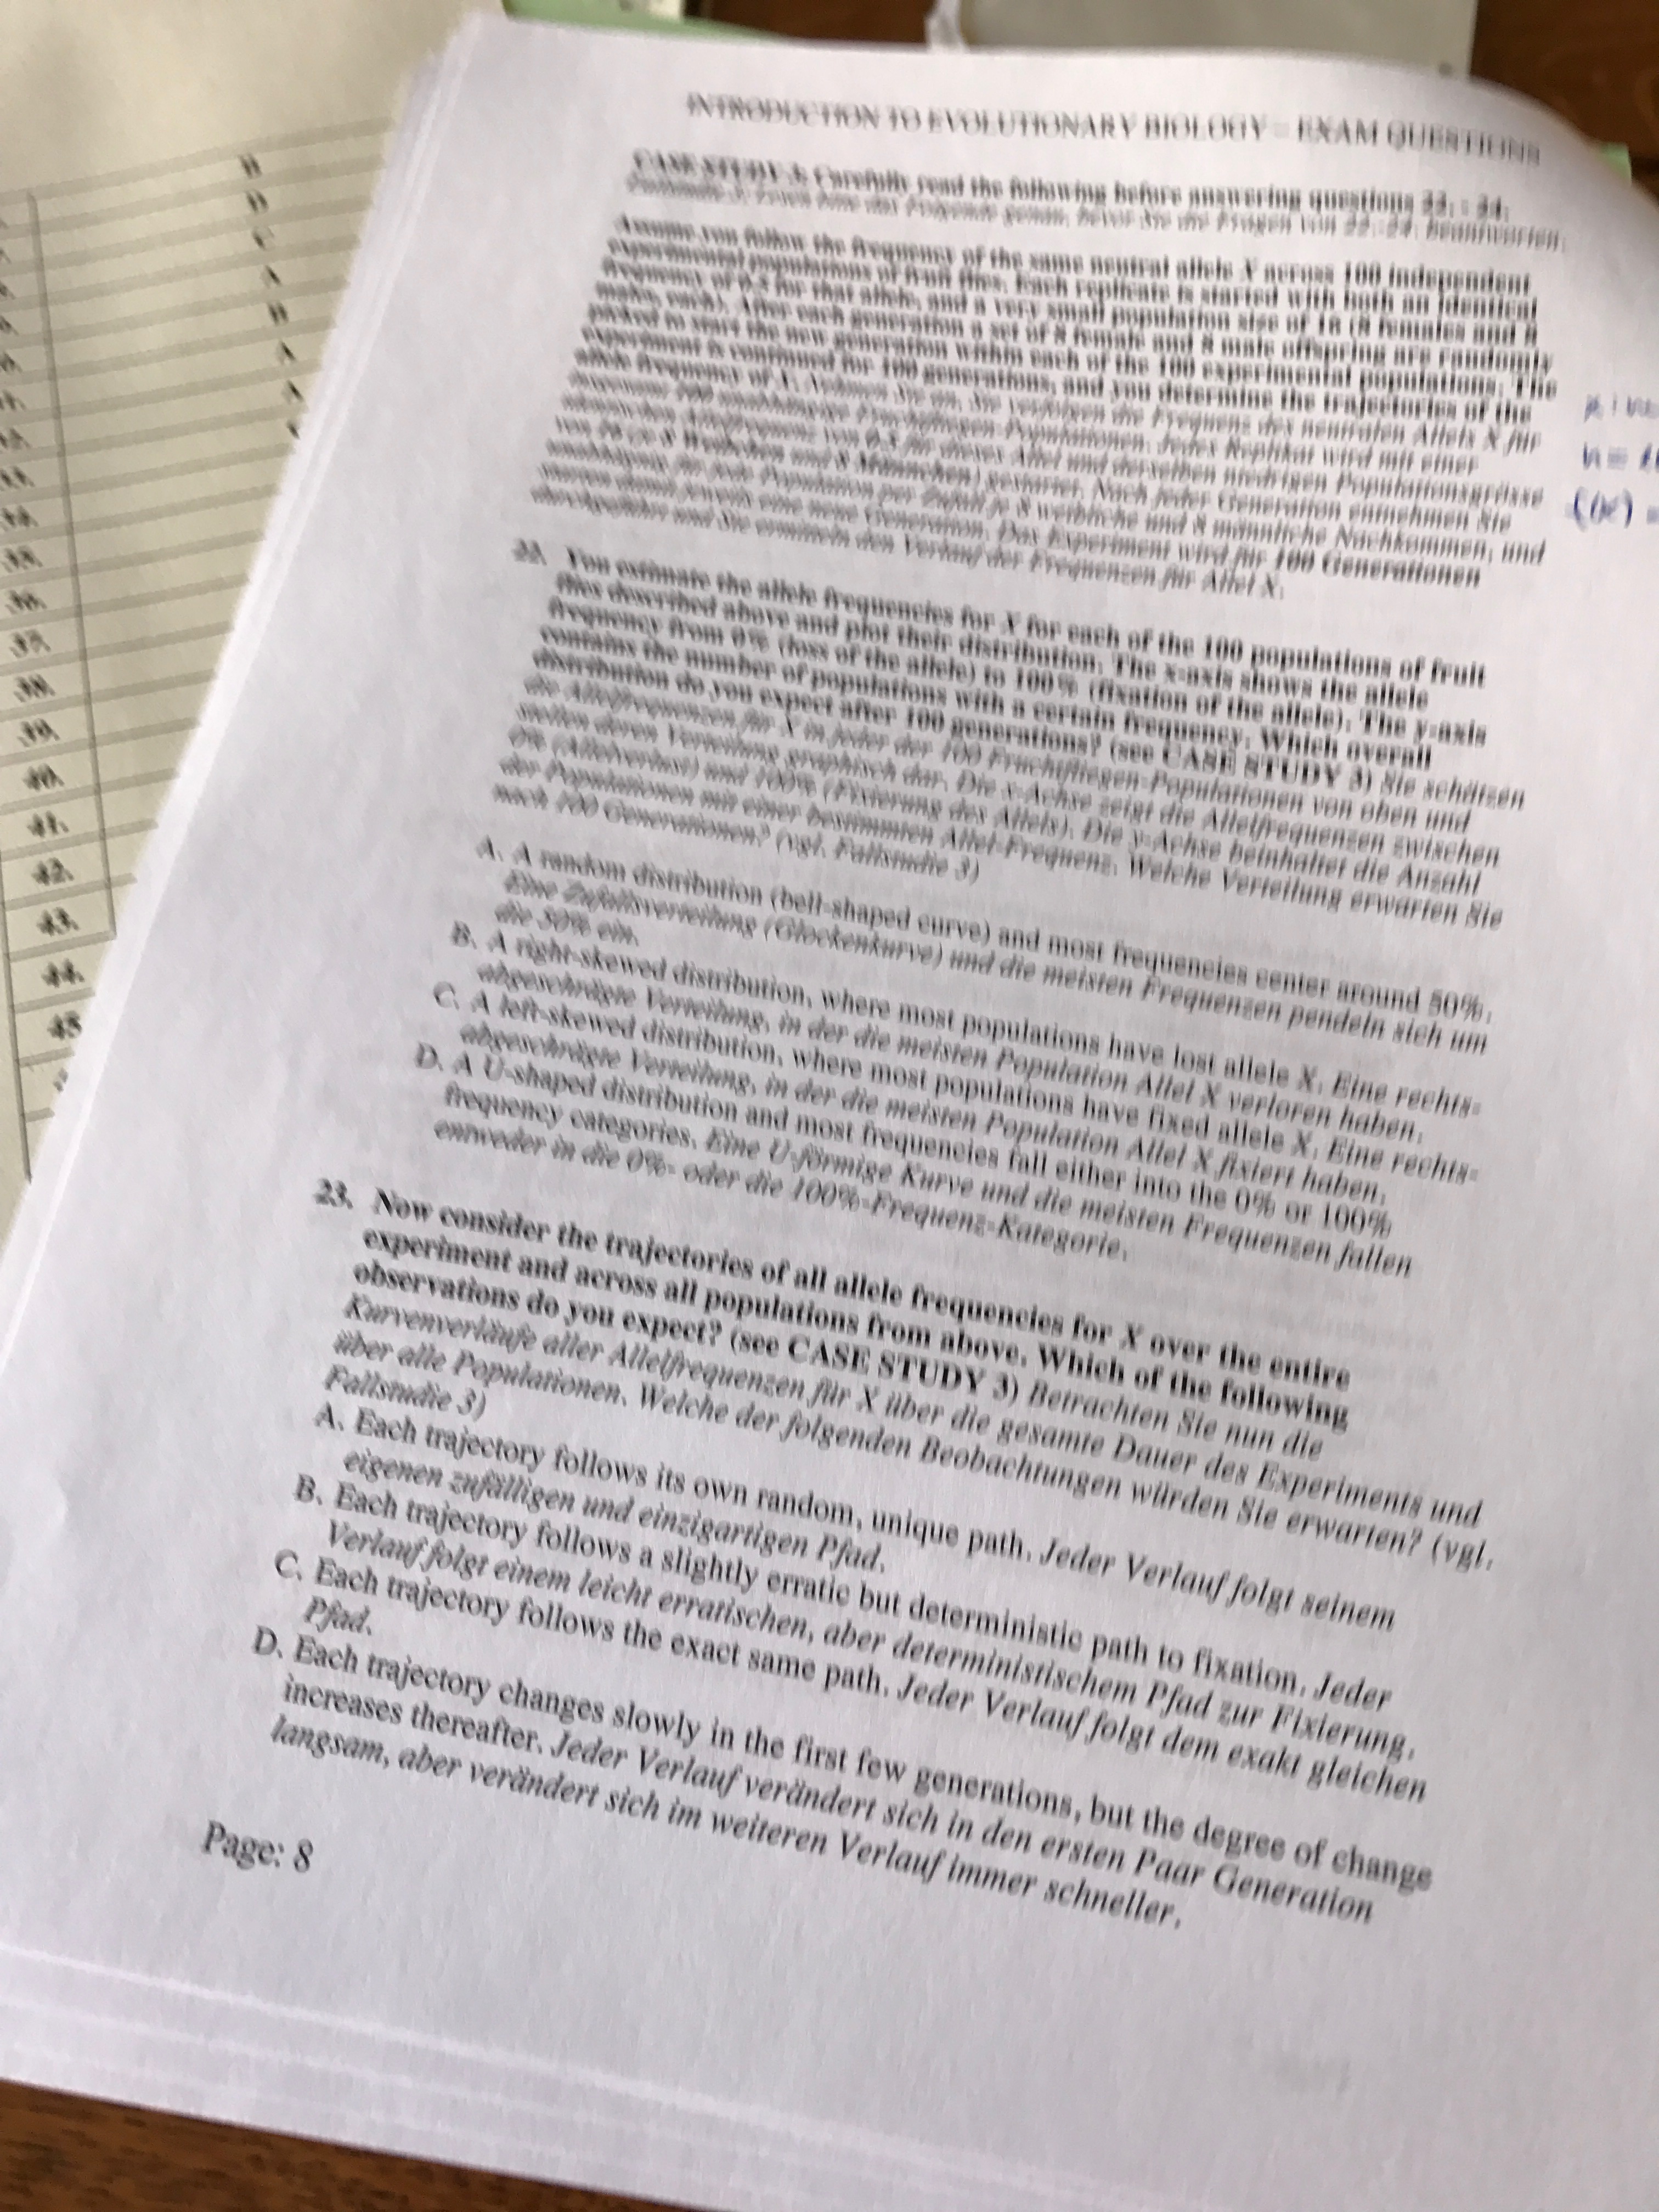 B
D
C
A
B
A
A
36.
37.
38.
39.
40.
41.
42.
43.
44.
45
INTRODUCTION TO EVOLUTIONARY BIOLOGY – EXAM QUESTIONS
CASE STUDY 3: Carefully read the following before answering questions 22. - 24.
Fallstudie 3: Lesen bitte das Folgende genau, bevor Sie die Fragen von 22.-24. beantworten.
Assume you follow the frequency of the same neutral allele X across 100 independent
experimental populations of fruit flies. Each replicate is started with both an identical
frequency of 0.5 for that allele, and a very small population size of 16 (8 females and 8
males, each). After each generation a set of 8 female and 8 male offspring are randomly
picked to start the new generation within each of the 100 experimental populations. The
experiment is continued for 100 generations, and you determine the trajectories of the
allele frequency of X. Nehmen Sie an, Sie verfolgen die Frequenz des neutralen Allels X für
insgesamt 100 unabhängige Fruchtfliegen-Populationen. Jedes Replikat wird mit einer
identischen Allelfrequenz von 0.5 für dieses Allel und derselben niedrigen Populationsgrösse
von 16 (je 8 Weibchen und 8 Männchen) gestartet. Nach jeder Generation entnehmen Sie
unabhängig für jede Population per Zufall je 8 weibliche und 8 männliche Nachkommen, und
starten damit jeweils eine neue Generation. Das Experiment wird für 100 Generationen
durchgeführt und Sie ermitteln den Verlauf der Frequenzen für Allel X.
22. You estimate the allele frequencies for X for each of the 100 populations of fruit
flies described above and plot their distribution. The x-axis shows the allele
frequency from 0% (loss of the allele) to 100% (fixation of the allele). The y-axis
contains the number of populations with a certain frequency. Which overall
distribution do you expect after 100 generations? (see CASE STUDY 3) Sie schätzen
die Allelfrequenzen für X in jeder der 100 Fruchtfliegen-Populationen von oben und
stellen deren Verteilung graphisch dar. Die x-Achse zeigt die Allelfrequenzen zwischen
0% (Allelverlust) und 100% (Fixierung des Allels). Die y-Achse beinhaltet die Anzahl
der Populationen mit einer bestimmten Allel-Frequenz. Welche Verteilung erwarten Sie
nach 100 Generationen? (vgl. Fallstudie 3)
A. A random distribution (bell-shaped curve) and most frequencies center around 50%.
Eine Zufallsverteilung (Glockenkurve) und die meisten Frequenzen pendeln sich um
die 50% ein.
B. A right-skewed distribution, where most populations have lost allele X. Eine rechts-
abgeschrägte Verteilung, in der die meisten Population Allel X verloren haben.
C. A left-skewed distribution, where most populations have fixed allele X. Eine rechts-
abgeschrägte Verteilung, in der die meisten Population Allel X fixiert haben.
D. A U-shaped distribution and most frequencies fall either into the 0% or 100%
frequency categories. Eine U-förmige Kurve und die meisten Frequenzen fallen
entweder in die 0%- oder die 100%-Frequenz-Kategorie.
23. Now consider the trajectories of all allele frequencies for X over the entire
experiment and across all populations from above. Which of the following
observations do you expect? (see CASE STUDY 3) Betrachten Sie nun die
Kurvenverläufe aller Allelfrequenzen für X über die gesamte Dauer des Experiments und
über alle Populationen. Welche der folgenden Beobachtungen würden Sie erwarten? (vgl.
Fallstudie 3)
A. Each trajectory follows its own random, unique path. Jeder Verlauf folgt seinem
eigenen zufälligen und einzigartigen Pfad.
B. Each trajectory follows a slightly erratic but deterministic path to fixation. Jeder
Verlauf folgt einem leicht erratischen, aber deterministischem Pfad zur Fixierung.
C. Each trajectory follows the exact same path. Jeder Verlauf folgt dem exakt gleichen
Pfad.
D. Each trajectory changes slowly in the first few generations, but the degree of change
increases thereafter. Jeder Verlauf verändert sich in den ersten Paar Generation
langsam, aber verändert sich im weiteren Verlauf immer schneller.
Page: 8